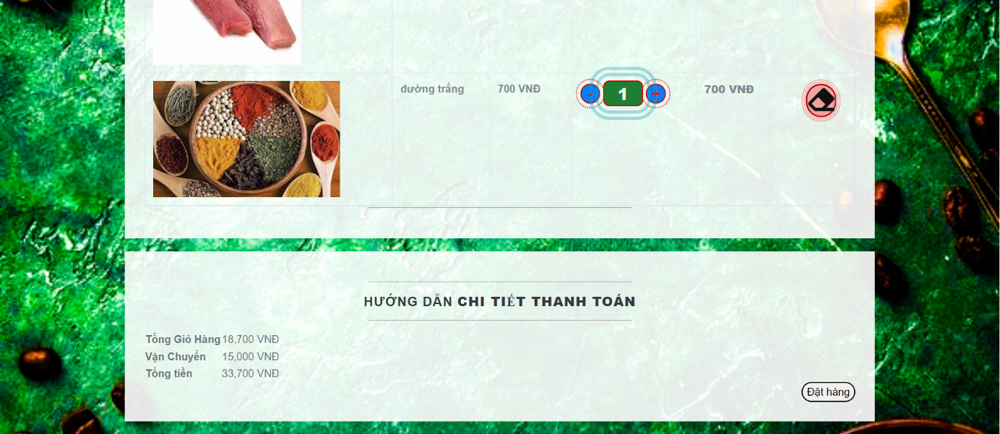 đường trắng 700 VNĐ - 1 + 700 VNĐ
HƯỚNG DẪN CHI TIẾT THANH TOÁN
Tổng Giỏ Hàng 18,700 VNĐ
Vận Chuyển 15,000 VNĐ
Tổng tiền 33,700 VNĐ
Đặt hàng